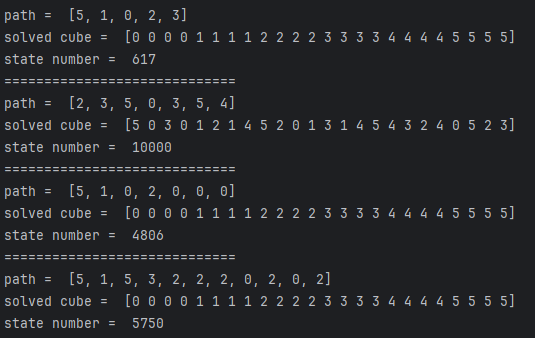 path =  [5, 1, 0, 2, 3]
solved cube =  [0 0 0 0 1 1 1 1 2 2 2 2 3 3 3 3 4 4 4 4 5 5 5 5]
state number =  617
=============================
path =  [2, 3, 5, 0, 3, 5, 4]
solved cube =  [5 0 3 0 1 2 1 4 5 2 0 1 3 1 4 5 4 3 2 4 0 5 2 3]
state number =  10000
=============================
path =  [5, 1, 0, 2, 0, 0, 0]
solved cube =  [0 0 0 0 1 1 1 1 2 2 2 2 3 3 3 3 4 4 4 4 5 5 5 5]
state number =  4806
=============================
path =  [5, 1, 5, 3, 2, 2, 2, 0, 2, 0, 2]
solved cube =  [0 0 0 0 1 1 1 1 2 2 2 2 3 3 3 3 4 4 4 4 5 5 5 5]
state number =  5750